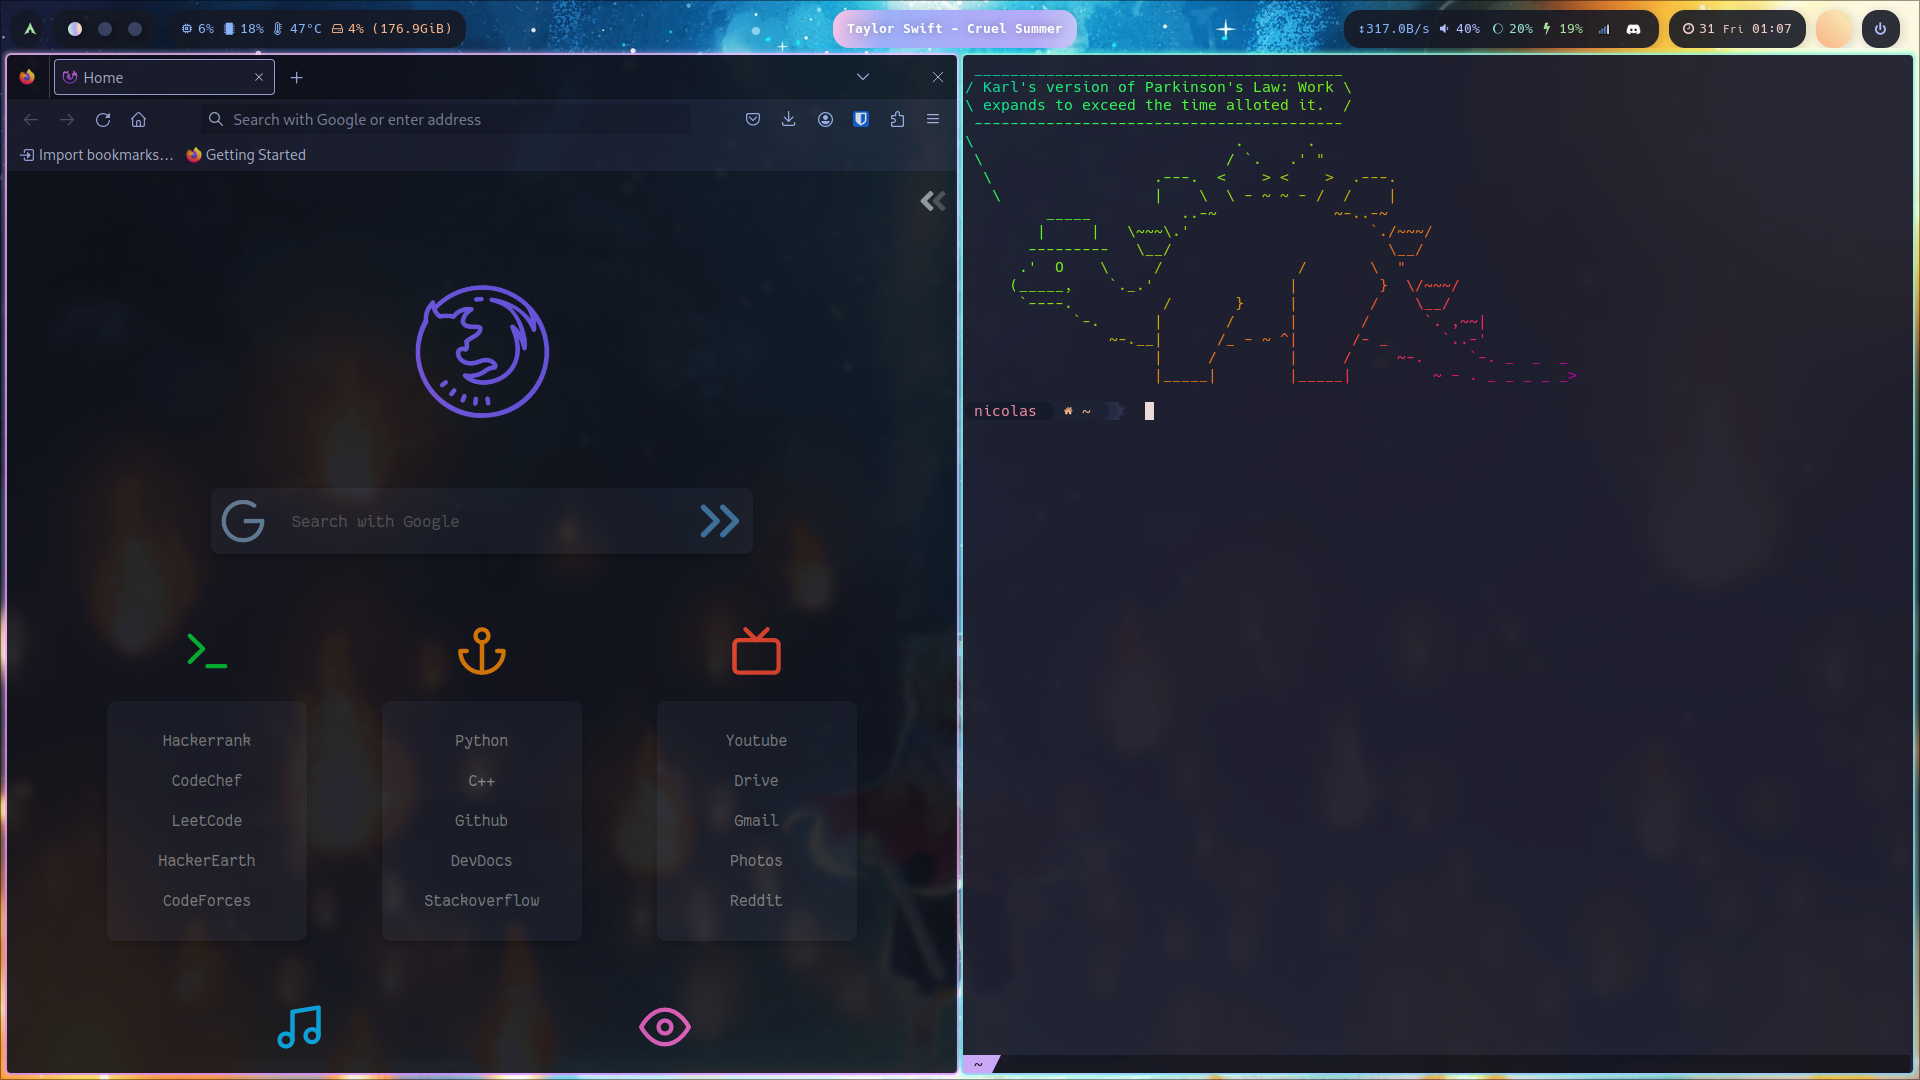 6% 18% 47°C 4% (176.9GiB)
Taylor Swift - Cruel Summer
↕317.0B/s 40% 20% 19%
31 Fri 01:07
Home
Search with Google or enter address
Import bookmarks...
Getting Started
Search with Google
Hackerrank
CodeChef
LeetCode
HackerEarth
CodeForces
Python
C++
Github
DevDocs
Stackoverflow
Youtube
Drive
Gmail
Photos
Reddit
/ Karl's version of Parkinson's Law: Work \
\ expands to exceed the time alloted it. /
nicolas ~
~